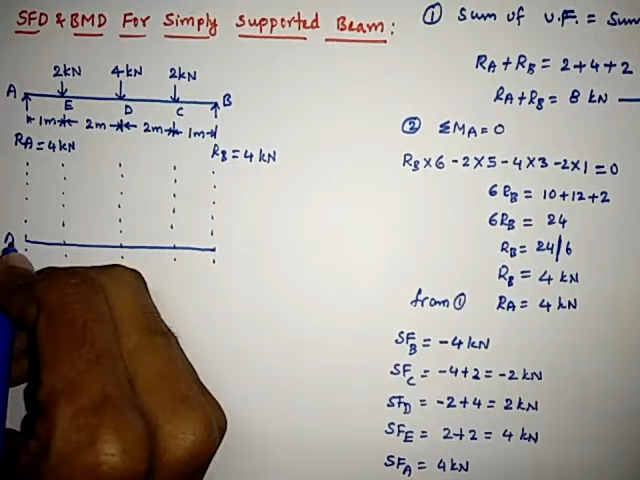 SFD & BMD For Simply Supported Beam:
① Sum of U.F. = Sum
RA + RB = 2+4+2
RA + RB = 8 kN
② ΣMA = 0
RB×6 - 2×5 - 4×3 - 2×1 = 0
6RB = 10+12+2
6RB = 24
RB = 24/6
RB = 4 kN
from ① RA = 4 kN
SFB = -4 kN
SFC = -4+2 = -2 kN
SFD = -2+4 = 2 kN
SFE = 2+2 = 4 kN
SFA = 4 kN
2kN 4kN 2kN
A B
E D C
1m 2m 2m 1m
RA = 4 kN RB = 4 kN